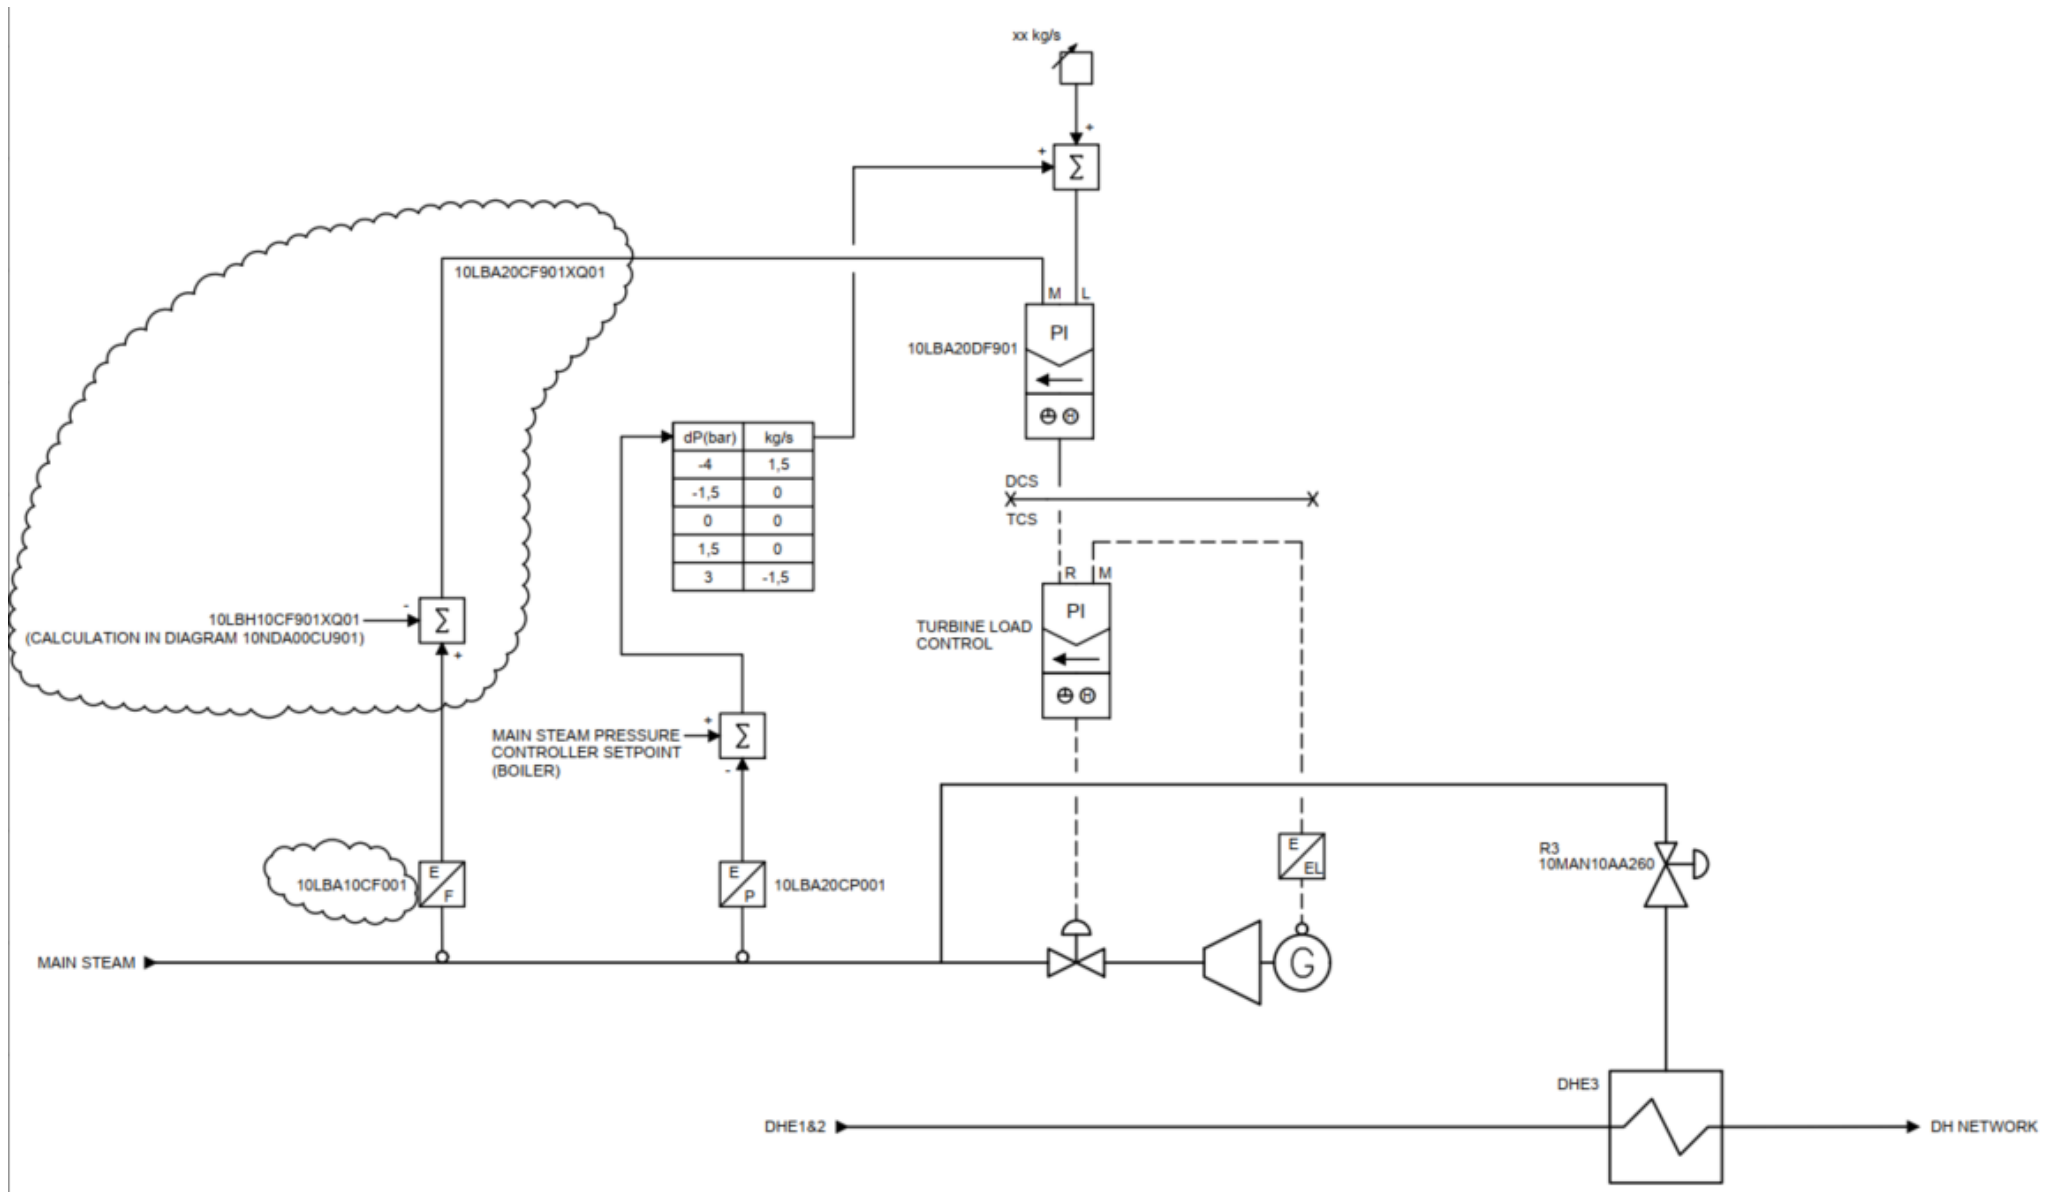 xx kg/s
+
+
Σ
10LBA20CF901XQ01
M L
PI
10LBA20DF901
H
dP(bar) kg/s
-4 1,5
-1,5 0
0 0
1,5 0
3 -1,5
DCS
TCS
R M
PI
TURBINE LOAD
CONTROL
H
-
10LBH10CF901XQ01
(CALCULATION IN DIAGRAM 10NDA00CU901)
Σ
+
+
MAIN STEAM PRESSURE
CONTROLLER SETPOINT
(BOILER)
Σ
-
10LBA10CF001
E
F
E
P
10LBA20CP001
E
EL
R3
10MAN10AA260
MAIN STEAM
G
DHE3
DHE1&2
DH NETWORK